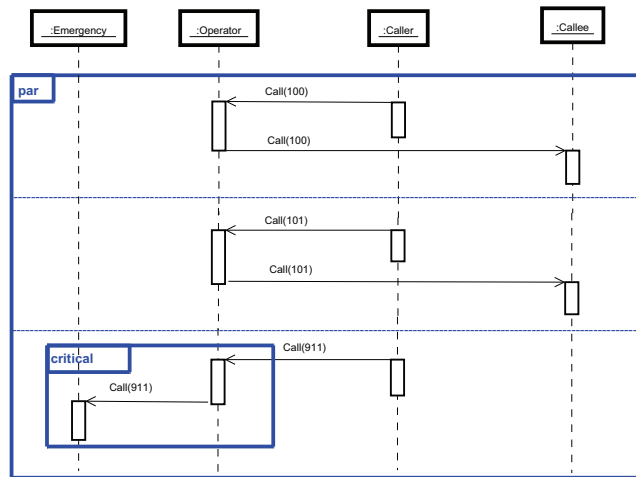 :Emergency
:Operator
:Caller
:Callee
par
Call(100)
Call(100)
Call(101)
Call(101)
critical
Call(911)
Call(911)